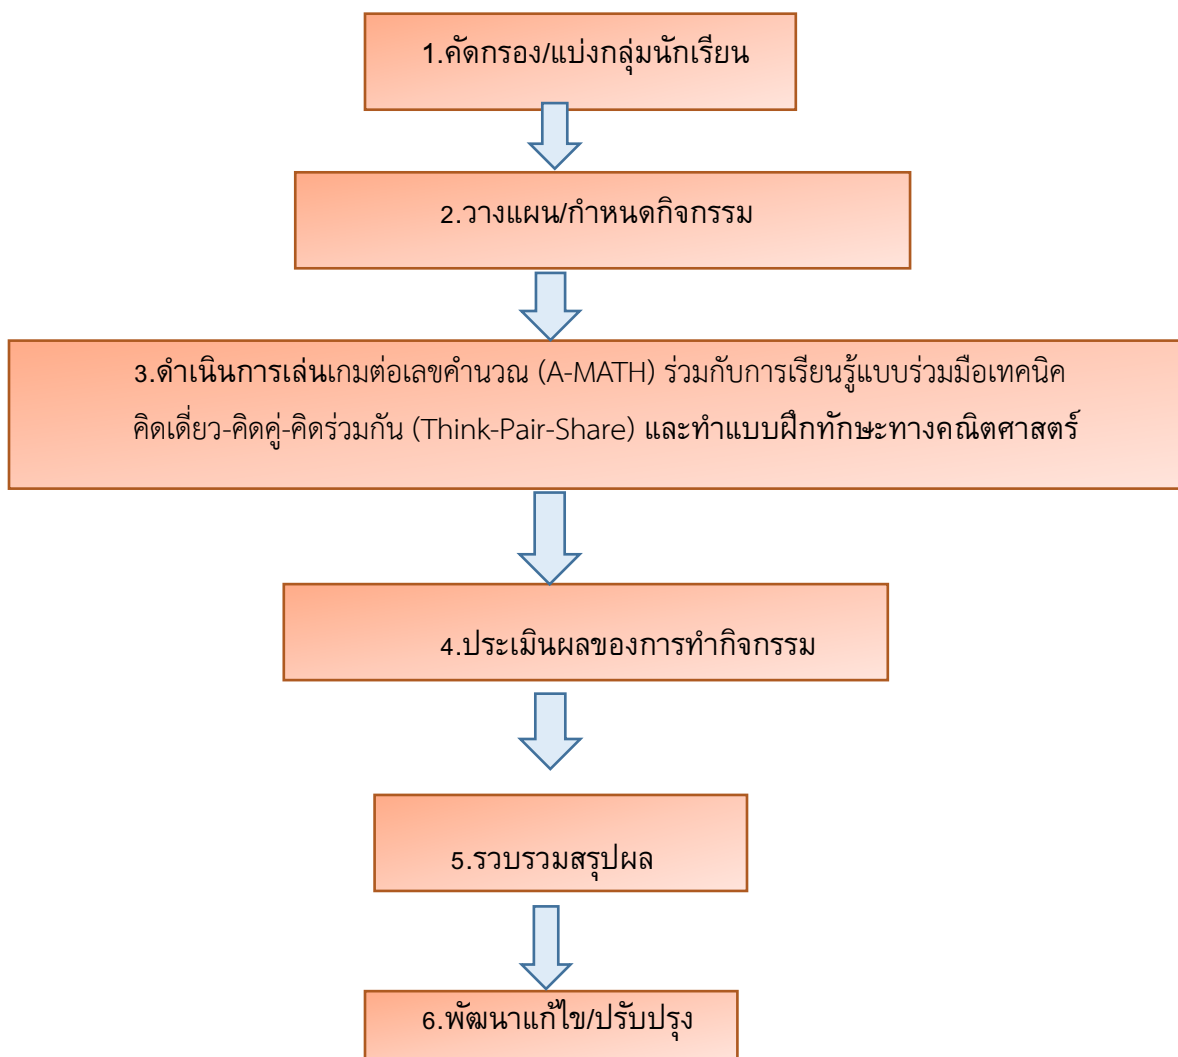 1.คัดกรอง/แบ่งกลุ่มนักเรียน
2.วางแผน/กำหนดกิจกรรม
3.ดำเนินการเล่นเกมต่อเลขคำนวณ (A-MATH) ร่วมกับการเรียนรู้แบบร่วมมือเทคนิค
คิดเดี่ยว-คิดคู่-คิดร่วมกัน (Think-Pair-Share) และทำแบบฝึกทักษะทางคณิตศาสตร์
4.ประเมินผลของการทำกิจกรรม
5.รวบรวมสรุปผล
6.พัฒนาแก้ไข/ปรับปรุง